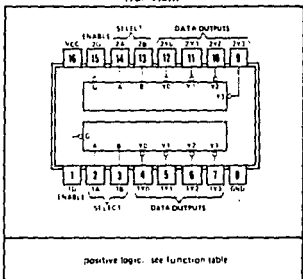 SELECT DATA OUTPUTS
ENABLE
VCC 2G 2A 2B 2Y0 2Y1 2Y2 2Y3
16 15 14 13 12 11 10 9
G A B Y0 Y1 Y2
Y3
G
A B Y0 Y1 Y2 Y3
1 2 3 4 5 6 7 8
1G 1A 1B 1Y0 1Y1 1Y2 1Y3 GND
ENABLE
SELECT DATA OUTPUTS
positive logic: see function table